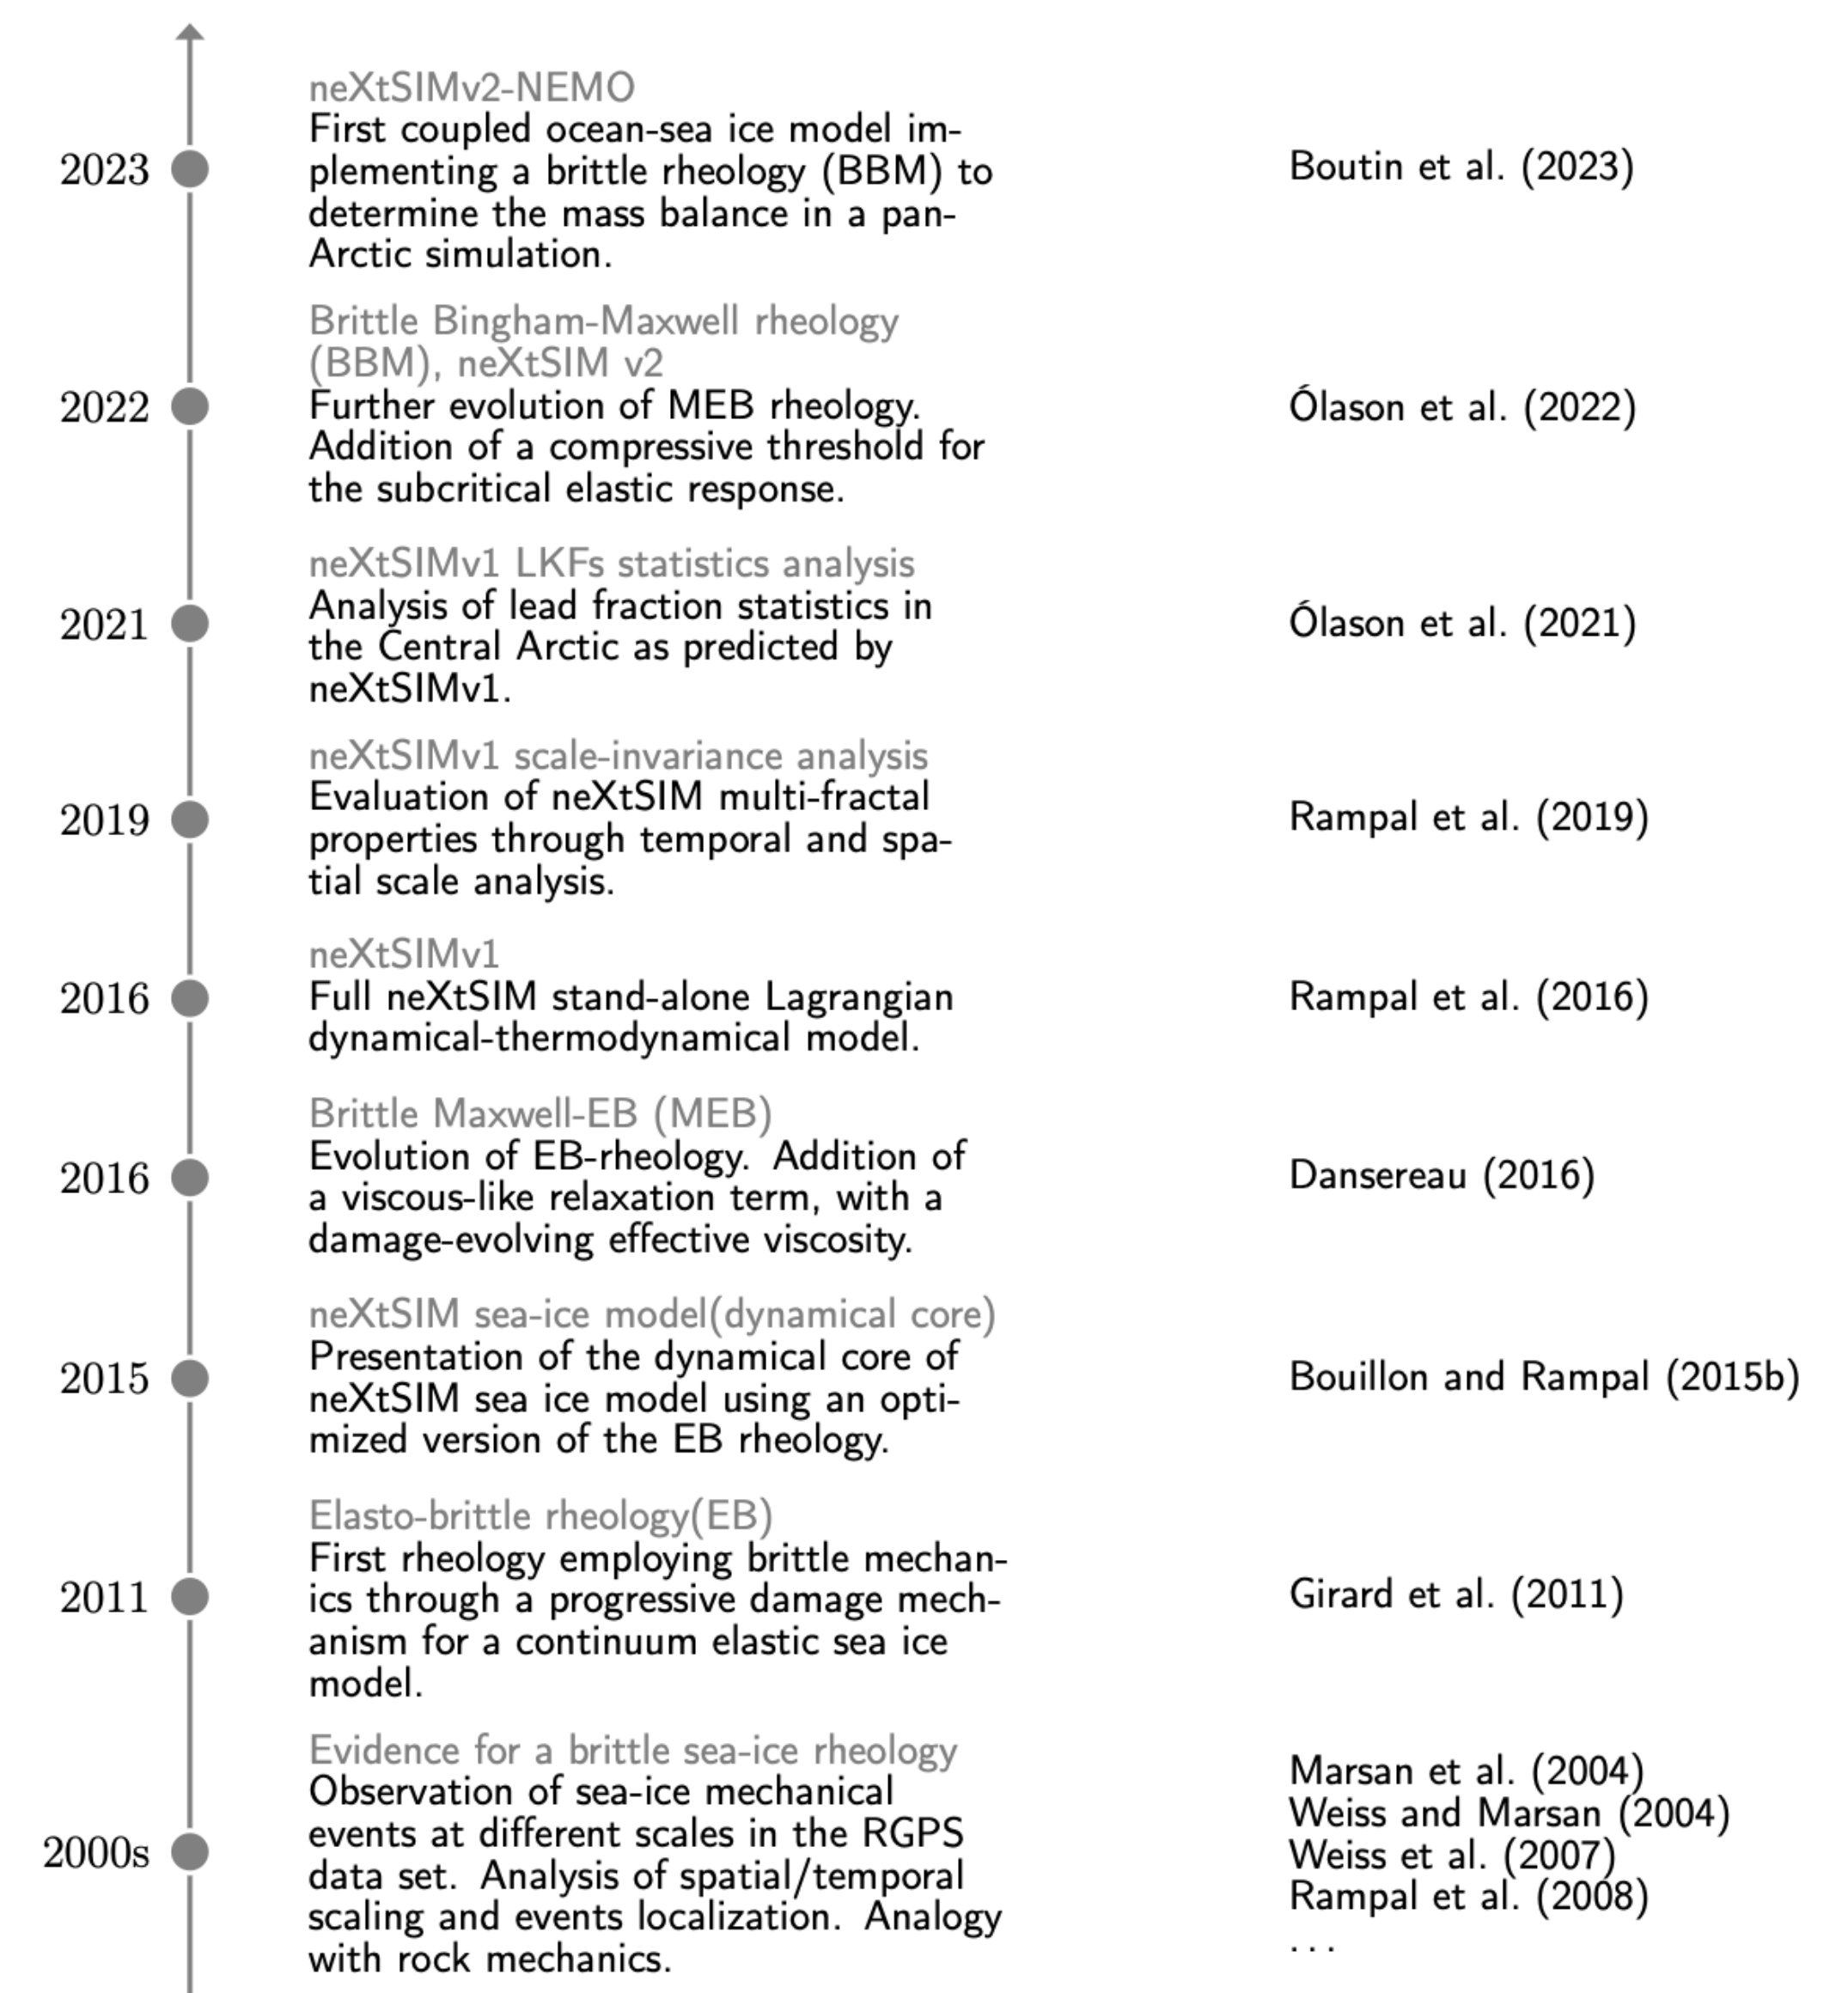 neXtSIMv2-NEMO
First coupled ocean-sea ice model im-
2023 plementing a brittle rheology (BBM) to Boutin et al. (2023)
determine the mass balance in a pan-
Arctic simulation.
Brittle Bingham-Maxwell rheology
(BBM), neXtSIM v2
2022 Further evolution of MEB rheology. Ólason et al. (2022)
Addition of a compressive threshold for
the subcritical elastic response.
neXtSIMv1 LKFs statistics analysis
Analysis of lead fraction statistics in
2021 the Central Arctic as predicted by Ólason et al. (2021)
neXtSIMv1.
neXtSIMv1 scale-invariance analysis
Evaluation of neXtSIM multi-fractal
2019 properties through temporal and spa- Rampal et al. (2019)
tial scale analysis.
neXtSIMv1
2016 Full neXtSIM stand-alone Lagrangian Rampal et al. (2016)
dynamical-thermodynamical model.
Brittle Maxwell-EB (MEB)
Evolution of EB-rheology. Addition of
2016 a viscous-like relaxation term, with a Dansereau (2016)
damage-evolving effective viscosity.
neXtSIM sea-ice model(dynamical core)
Presentation of the dynamical core of
2015 neXtSIM sea ice model using an opti- Bouillon and Rampal (2015b)
mized version of the EB rheology.
Elasto-brittle rheology(EB)
First rheology employing brittle mechan-
2011 ics through a progressive damage mech- Girard et al. (2011)
anism for a continuum elastic sea ice
model.
Evidence for a brittle sea-ice rheology
Observation of sea-ice mechanical Marsan et al. (2004)
events at different scales in the RGPS Weiss and Marsan (2004)
2000s data set. Analysis of spatial/temporal Weiss et al. (2007)
scaling and events localization. Analogy Rampal et al. (2008)
with rock mechanics. ...